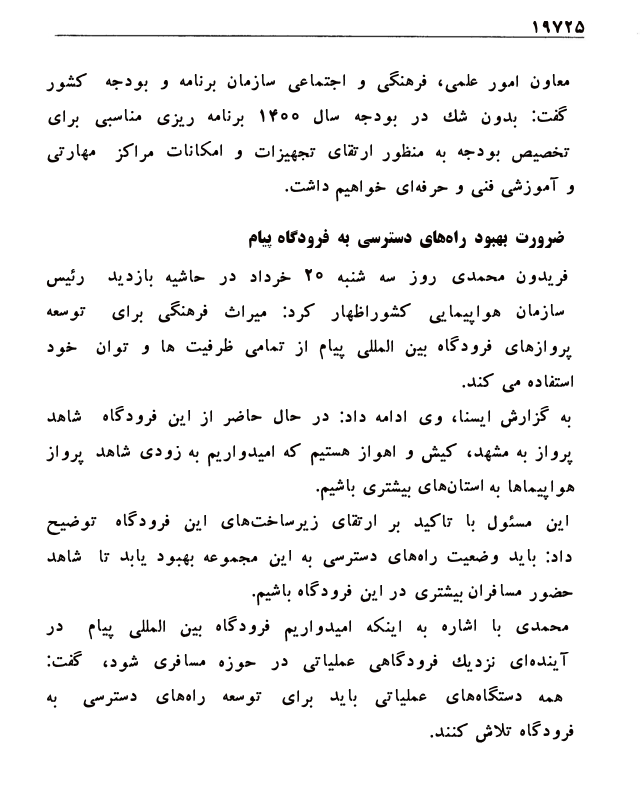 ۱۹۷۲۵
معاون امور علمی، فرهنگی و اجتماعی سازمان برنامه و بودجه کشور
گفت: بدون شك در بودجه سال ۱۴۰۰ برنامه ریزی مناسبی برای
تخصیص بودجه به منظور ارتقای تجهیزات و امکانات مراکز مهارتی
و آموزشی فنی و حرفه‌ای خواهیم داشت.
ضرورت بهبود راه‌های دسترسی به فرودگاه پیام
فریدون محمدی روز سه شنبه ۲۰ خرداد در حاشیه بازدید رئیس
سازمان هواپیمایی کشوراظهار کرد: میراث فرهنگی برای توسعه
پروازهای فرودگاه بین المللی پیام از تمامی ظرفیت ها و توان خود
استفاده می کند.
به گزارش ایسنا، وی ادامه داد: در حال حاضر از این فرودگاه شاهد
پرواز به مشهد، کیش و اهواز هستیم که امیدواریم به زودی شاهد پرواز
هواپیماها به استان‌های بیشتری باشیم.
این مسئول با تاکید بر ارتقای زیرساخت‌های این فرودگاه توضیح
داد: باید وضعیت راه‌های دسترسی به این مجموعه بهبود یابد تا شاهد
حضور مسافران بیشتری در این فرودگاه باشیم.
محمدی با اشاره به اینکه امیدواریم فرودگاه بین المللی پیام در
آینده‌ای نزدیك فرودگاهی عملیاتی در حوزه مسافری شود، گفت:
همه دستگاه‌های عملیاتی باید برای توسعه راه‌های دسترسی به
فرودگاه تلاش کنند.